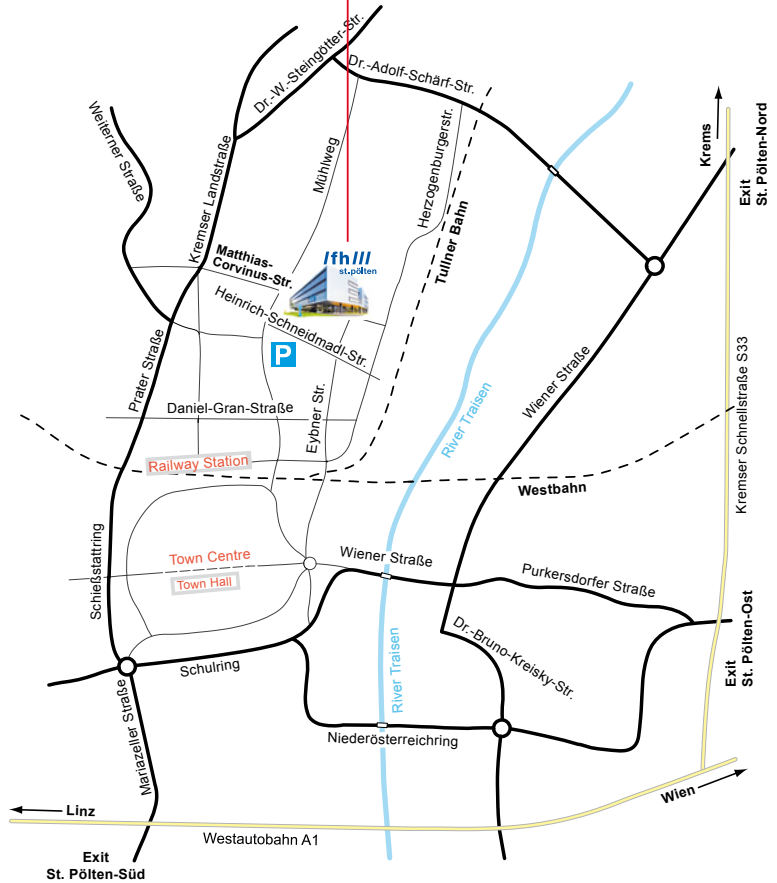 Dr.-W.-Steingötter-Str.
Dr.-Adolf-Schärf-Str.
Weiterner Straße
Kremser Landstraße
Mühlweg
Herzogenburgerstr.
Tullner Bahn
Krems
Exit
St. Pölten-Nord
Matthias-
Corvinus-Str.
fh
st.pölten
Heinrich-Schneidmadl-Str.
P
Prater Straße
Daniel-Gran-Straße
Eybner Str.
River Traisen
Wiener Straße
Kremser Schnellstraße S33
Railway Station
Westbahn
Schießstattring
Town Centre
Town Hall
Wiener Straße
Purkersdorfer Straße
Dr.-Bruno-Kreisky-Str.
Exit
St. Pölten-Ost
Schulring
River Traisen
Mariazeller Straße
Niederösterreichring
Linz
Wien
Westautobahn A1
Exit
St. Pölten-Süd